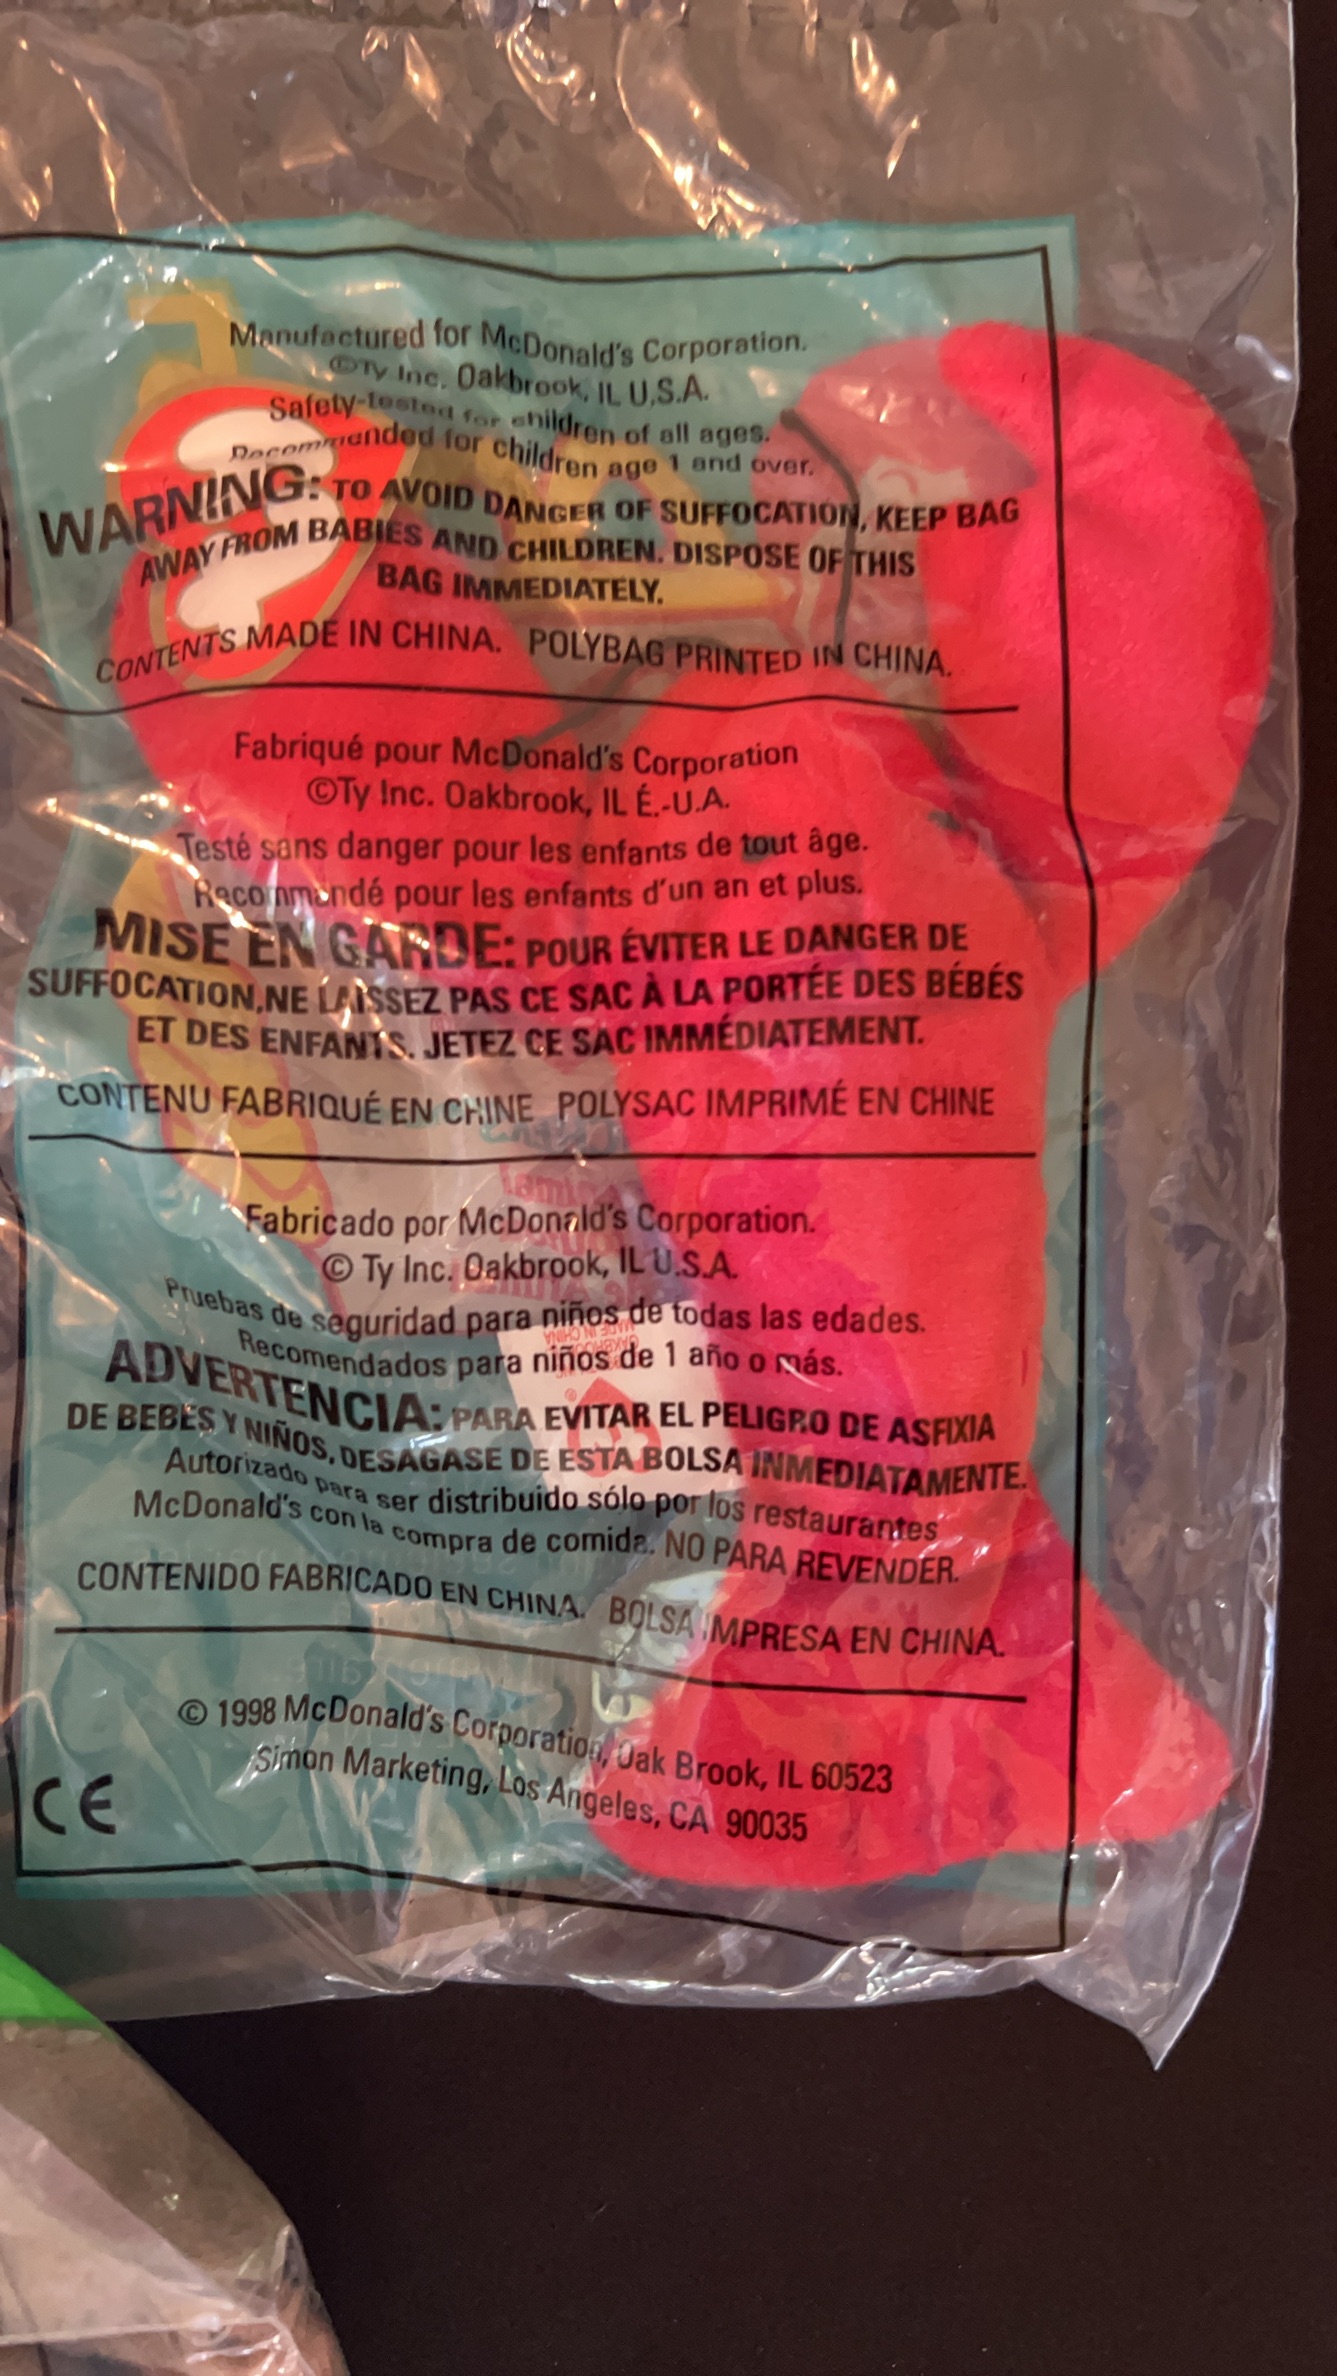 Manufactured for McDonald's Corporation.
©Ty Inc. Oakbrook, IL U.S.A.
Safety-tested for children of all ages.
Recommended for children age 1 and over.
WARNING: TO AVOID DANGER OF SUFFOCATION, KEEP BAG
AWAY FROM BABIES AND CHILDREN. DISPOSE OF THIS
BAG IMMEDIATELY.
CONTENTS MADE IN CHINA. POLYBAG PRINTED IN CHINA.
Fabriqué pour McDonald's Corporation
©Ty Inc. Oakbrook, IL É.-U.A.
Testé sans danger pour les enfants de tout âge.
Recommandé pour les enfants d'un an et plus.
MISE EN GARDE: POUR ÉVITER LE DANGER DE
SUFFOCATION,NE LAISSEZ PAS CE SAC À LA PORTÉE DES BÉBÉS
ET DES ENFANTS. JETEZ CE SAC IMMÉDIATEMENT.
CONTENU FABRIQUÉ EN CHINE POLYSAC IMPRIMÉ EN CHINE
Fabricado por McDonald's Corporation.
© Ty Inc. Oakbrook, IL U.S.A.
Pruebas de seguridad para niños de todas las edades.
Recomendados para niños de 1 año o más.
ADVERTENCIA: PARA EVITAR EL PELIGRO DE ASFIXIA
DE BEBES Y NIÑOS, DESAGASE DE ESTA BOLSA INMEDIATAMENTE.
Autorizado para ser distribuido sólo por los restaurantes
McDonald's con la compra de comida. NO PARA REVENDER.
CONTENIDO FABRICADO EN CHINA. BOLSA IMPRESA EN CHINA.
© 1998 McDonald's Corporation, Oak Brook, IL 60523
Simon Marketing, Los Angeles, CA 90035
CE